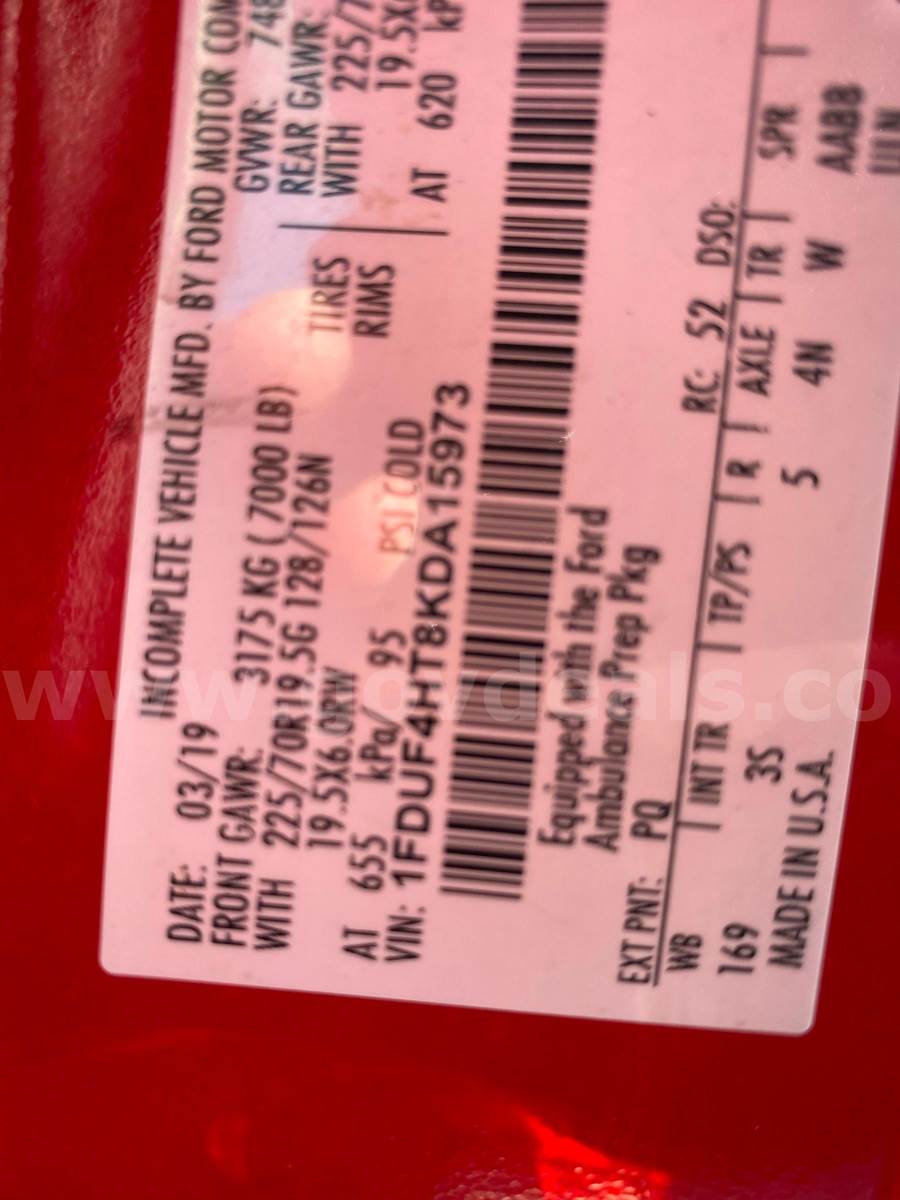 INCOMPLETE VEHICLE MFD. BY FORD MOTOR COM
DATE: 03/19 GVWR: 748
FRONT GAWR: 3175 KG ( 7000 LB) REAR GAWR:
WITH 225/70R19.5G 128/126N TIRES WITH 225/7
19.5X6.0RW RIMS 19.5X
AT 655 kPa/ 95 PSI COLD AT 620 kP
VIN: 1FDUF4HT8KDA15973
Equipped with the Ford
Ambulance Prep Pkg
EXT PNT: PQ RC: 52 DSO:
WB | INT TR | TP/PS | R | AXLE | TR | SPR |
169 3S 5 4N W AABB
MADE IN U.S.A.